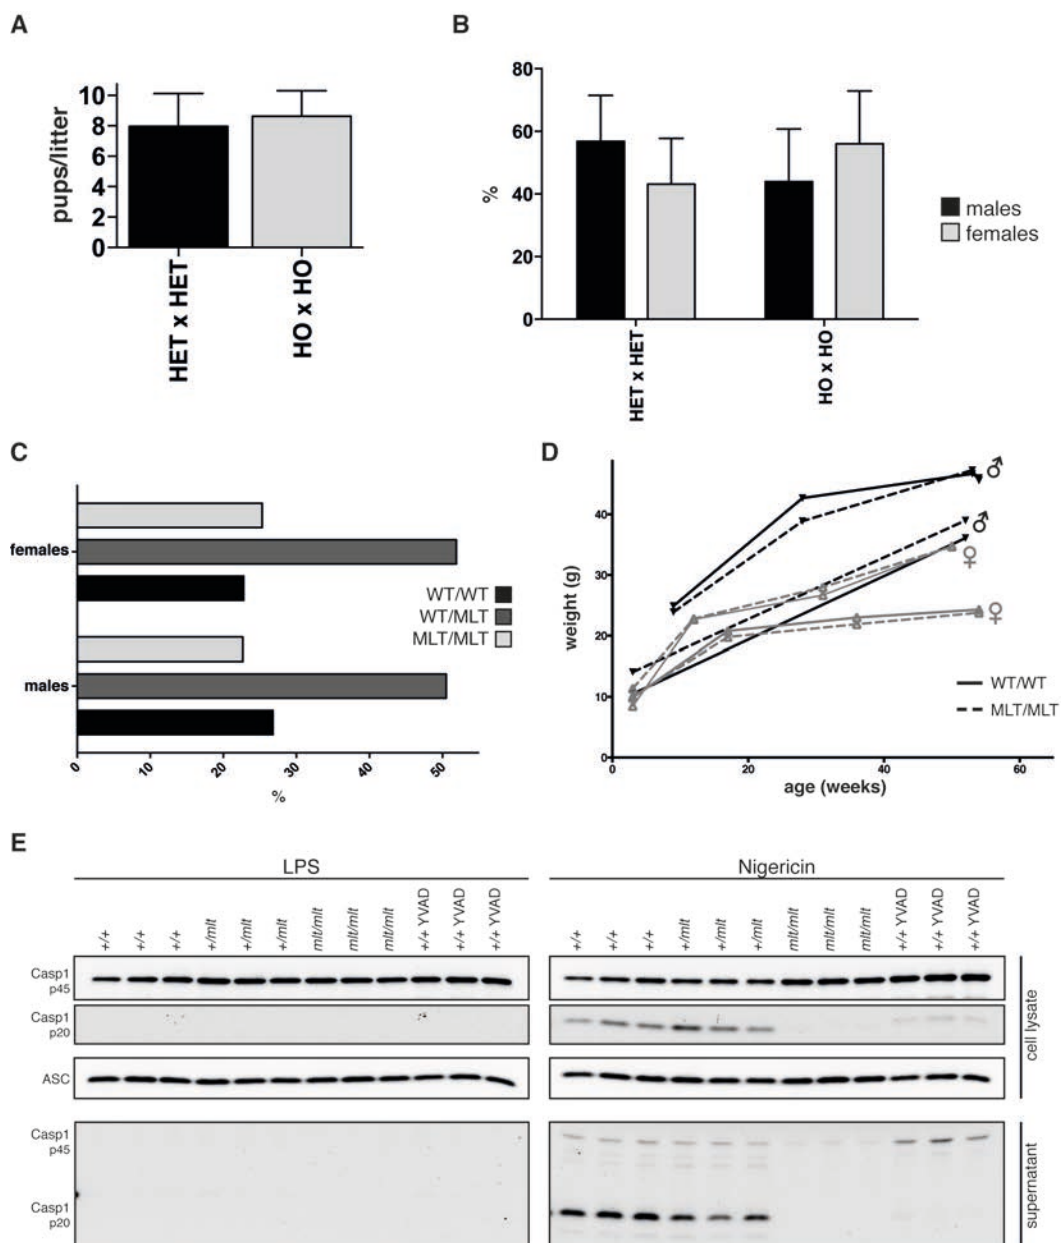 A
pups/litter
10
8
6
4
2
0
HET x HET
HO x HO
B
%
80
60
40
20
0
HET x HET
HO x HO
males
females
C
females
males
WT/WT
WT/MLT
MLT/MLT
0
10
20
30
40
50
%
D
weight (g)
40
30
20
10
0
0
20
40
60
age (weeks)
♂
♂
♀
♀
WT/WT
MLT/MLT
E
LPS
+/+
+/+
+/+
+/mlt
+/mlt
+/mlt
mlt/mlt
mlt/mlt
mlt/mlt
+/+ YVAD
+/+ YVAD
+/+ YVAD
Nigericin
+/+
+/+
+/+
+/mlt
+/mlt
+/mlt
mlt/mlt
mlt/mlt
mlt/mlt
+/+ YVAD
+/+ YVAD
+/+ YVAD
Casp1
p45
Casp1
p20
ASC
cell lysate
Casp1
p45
Casp1
p20
supernatant